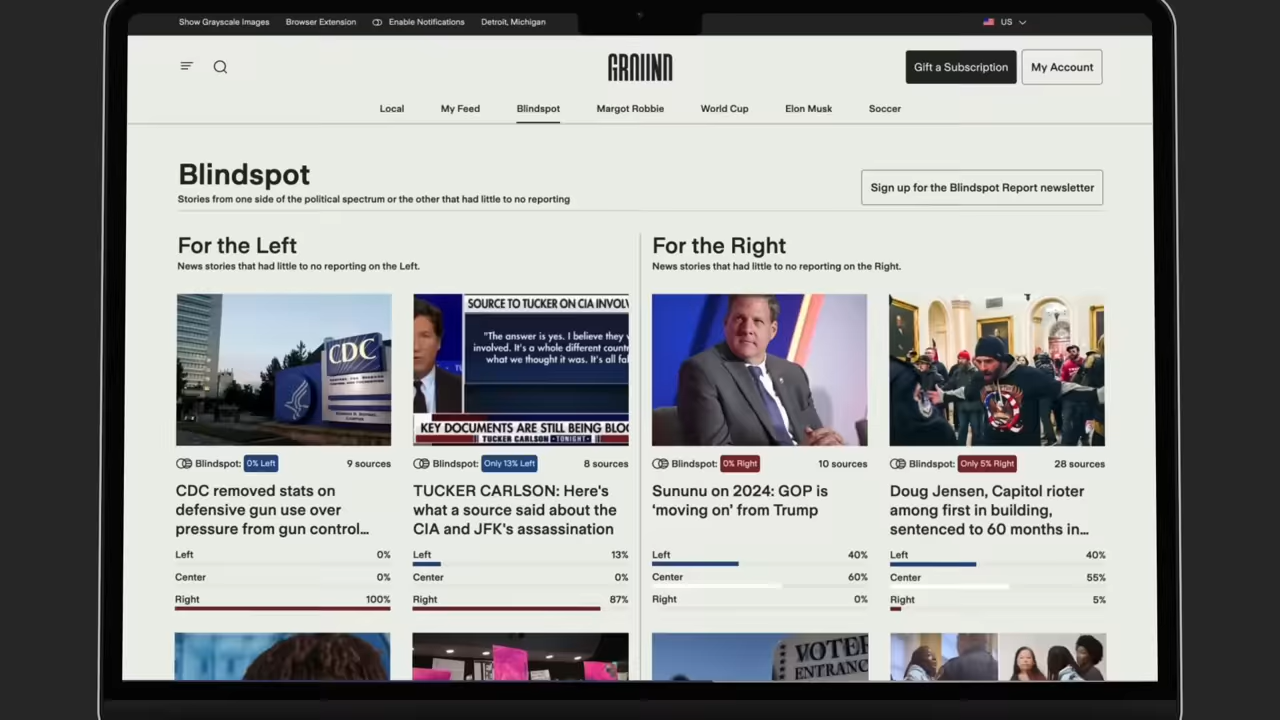 Show Grayscale Images Browser Extension Enable Notifications Detroit, Michigan US
GROUND
Gift a Subscription My Account
Local My Feed Blindspot Margot Robbie World Cup Elon Musk Soccer
Blindspot
Stories from one side of the political spectrum or the other that had little to no reporting
Sign up for the Blindspot Report newsletter
For the Left
News stories that had little to no reporting on the Left.
For the Right
News stories that had little to no reporting on the Right.
CDC
SOURCE TO TUCKER ON CIA INVOLV
"The answer is yes. I believe they
involved. It's a whole different count
what we thought it was. It's all fa
KEY DOCUMENTS ARE STILL BEING BLOC
TUCKER CARLSON TONIGHT
Blindspot: 0% Left 9 sources
CDC removed stats on
defensive gun use over
pressure from gun control...
Left 0%
Center 0%
Right 100%
Blindspot: Only 13% Left 8 sources
TUCKER CARLSON: Here's
what a source said about the
CIA and JFK's assassination
Left 13%
Center 0%
Right 87%
Blindspot: 0% Right 10 sources
Sununu on 2024: GOP is
‘moving on’ from Trump
Left 40%
Center 60%
Right 0%
Blindspot: Only 5% Right 28 sources
Doug Jensen, Capitol rioter
among first in building,
sentenced to 60 months in...
Left 40%
Center 55%
Right 5%
VOTER
ENTRANC